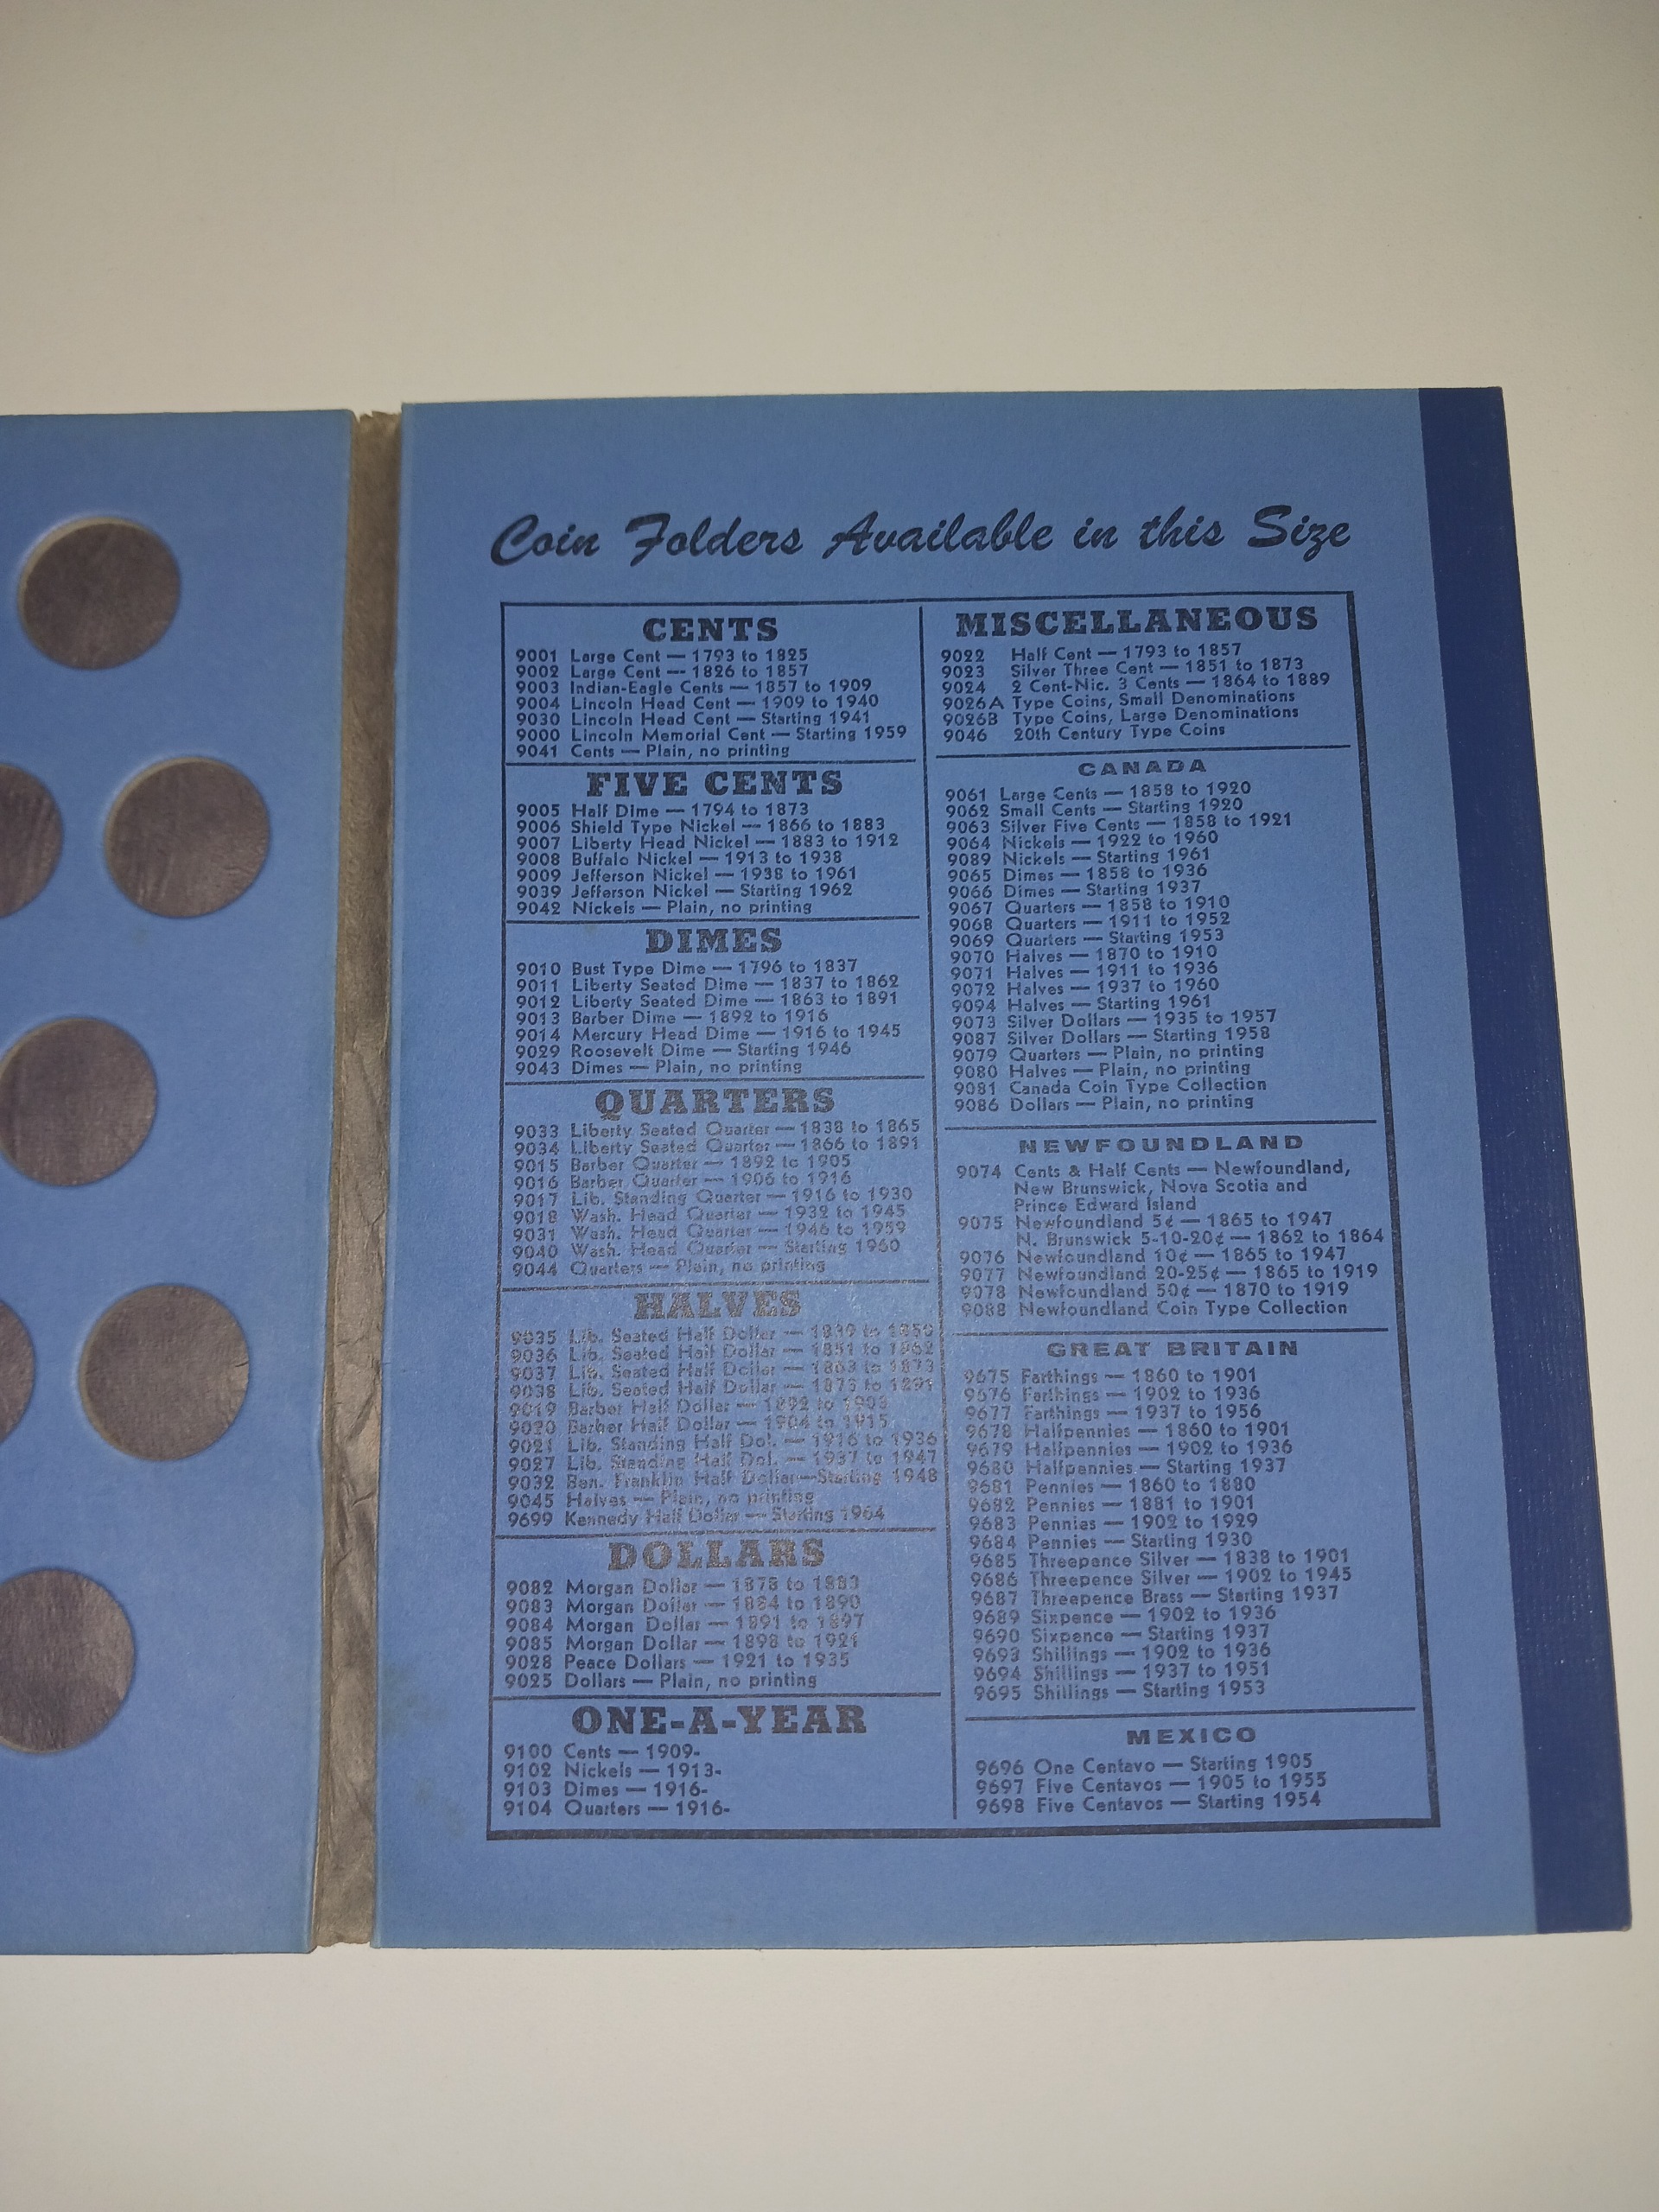 Coin Folders Available in this Size
CENTS
9001 Large Cent — 1793 to 1825
9002 Large Cent — 1826 to 1857
9003 Indian-Eagle Cents — 1857 to 1909
9004 Lincoln Head Cent — 1909 to 1940
9030 Lincoln Head Cent — Starting 1941
9000 Lincoln Memorial Cent — Starting 1959
9041 Cents — Plain, no printing
FIVE CENTS
9005 Half Dime — 1794 to 1873
9006 Shield Type Nickel — 1866 to 1883
9007 Liberty Head Nickel — 1883 to 1912
9008 Buffalo Nickel — 1913 to 1938
9009 Jefferson Nickel — 1938 to 1961
9039 Jefferson Nickel — Starting 1962
9042 Nickels — Plain, no printing
DIMES
9010 Bust Type Dime — 1796 to 1837
9011 Liberty Seated Dime — 1837 to 1862
9012 Liberty Seated Dime — 1863 to 1891
9013 Barber Dime — 1892 to 1916
9014 Mercury Head Dime — 1916 to 1945
9029 Roosevelt Dime — Starting 1946
9043 Dimes — Plain, no printing
QUARTERS
9033 Liberty Seated Quarter — 1838 to 1865
9034 Liberty Seated Quarter — 1866 to 1891
9015 Barber Quarter — 1892 to 1905
9016 Barber Quarter — 1906 to 1916
9017 Lib. Standing Quarter — 1916 to 1930
9018 Wash. Head Quarter — 1932 to 1945
9031 Wash. Head Quarter — 1946 to 1959
9040 Wash. Head Quarter — Starting 1960
9044 Quarters — Plain, no printing
HALVES
9035 Lib. Seated Half Dollar — 1839 to 1850
9036 Lib. Seated Half Dollar — 1851 to 1862
9037 Lib. Seated Half Dollar — 1863 to 1873
9038 Lib. Seated Half Dollar — 1873 to 1891
9019 Barber Half Dollar — 1892 to 1903
9020 Barber Half Dollar — 1904 to 1915
9021 Lib. Standing Half Dol. — 1916 to 1936
9027 Lib. Standing Half Dol. — 1937 to 1947
9032 Ben. Franklin Half Dollar—Starting 1948
9045 Halves — Plain, no printing
9699 Kennedy Half Dollar — Starting 1964
DOLLARS
9082 Morgan Dollar — 1878 to 1883
9083 Morgan Dollar — 1884 to 1890
9084 Morgan Dollar — 1891 to 1897
9085 Morgan Dollar — 1898 to 1921
9028 Peace Dollars — 1921 to 1935
9025 Dollars — Plain, no printing
ONE-A-YEAR
9100 Cents — 1909-
9102 Nickels — 1913-
9103 Dimes — 1916-
9104 Quarters — 1916-
MISCELLANEOUS
9022 Half Cent — 1793 to 1857
9023 Silver Three Cent — 1851 to 1873
9024 2 Cent-Nic. 3 Cents — 1864 to 1889
9026A Type Coins, Small Denominations
9026B Type Coins, Large Denominations
9046 20th Century Type Coins
CANADA
9061 Large Cents — 1858 to 1920
9062 Small Cents — Starting 1920
9063 Silver Five Cents — 1858 to 1921
9064 Nickels — 1922 to 1960
9089 Nickels — Starting 1961
9065 Dimes — 1858 to 1936
9066 Dimes — Starting 1937
9067 Quarters — 1858 to 1910
9068 Quarters — 1911 to 1952
9069 Quarters — Starting 1953
9070 Halves — 1870 to 1910
9071 Halves — 1911 to 1936
9072 Halves — 1937 to 1960
9094 Halves — Starting 1961
9073 Silver Dollars — 1935 to 1957
9087 Silver Dollars — Starting 1958
9079 Quarters — Plain, no printing
9080 Halves — Plain, no printing
9081 Canada Coin Type Collection
9086 Dollars — Plain, no printing
NEWFOUNDLAND
9074 Cents & Half Cents — Newfoundland,
New Brunswick, Nova Scotia and
Prince Edward Island
9075 Newfoundland 5¢ — 1865 to 1947
N. Brunswick 5-10-20¢ — 1862 to 1864
9076 Newfoundland 10¢ — 1865 to 1947
9077 Newfoundland 20-25¢ — 1865 to 1919
9078 Newfoundland 50¢ — 1870 to 1919
9088 Newfoundland Coin Type Collection
GREAT BRITAIN
9675 Farthings — 1860 to 1901
9676 Farthings — 1902 to 1936
9677 Farthings — 1937 to 1956
9678 Halfpennies — 1860 to 1901
9679 Halfpennies — 1902 to 1936
9680 Halfpennies — Starting 1937
9681 Pennies — 1860 to 1880
9682 Pennies — 1881 to 1901
9683 Pennies — 1902 to 1929
9684 Pennies — Starting 1930
9685 Threepence Silver — 1838 to 1901
9686 Threepence Silver — 1902 to 1945
9687 Threepence Brass — Starting 1937
9689 Sixpence — 1902 to 1936
9690 Sixpence — Starting 1937
9693 Shillings — 1902 to 1936
9694 Shillings — 1937 to 1951
9695 Shillings — Starting 1953
MEXICO
9696 One Centavo — Starting 1905
9697 Five Centavos — 1905 to 1955
9698 Five Centavos — Starting 1954